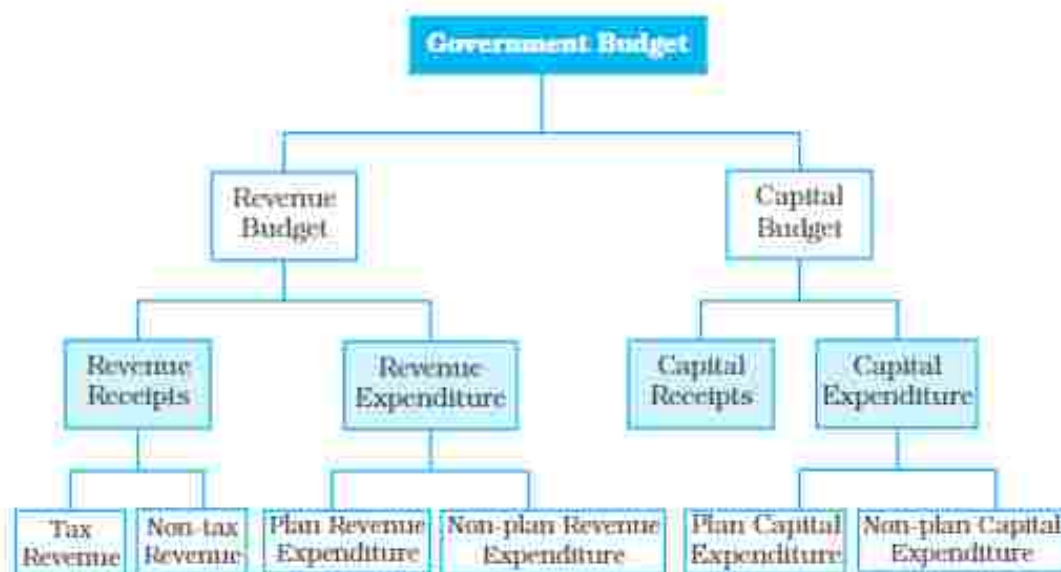 Government Budget
Revenue
Budget
Capital
Budget
Revenue
Receipts
Revenue
Expenditure
Capital
Receipts
Capital
Expenditure
Tax
Revenue
Non-tax
Revenue
Plan Revenue
Expenditure
Non-plan Revenue
Expenditure
Plan Capital
Expenditure
Non-plan Capital
Expenditure